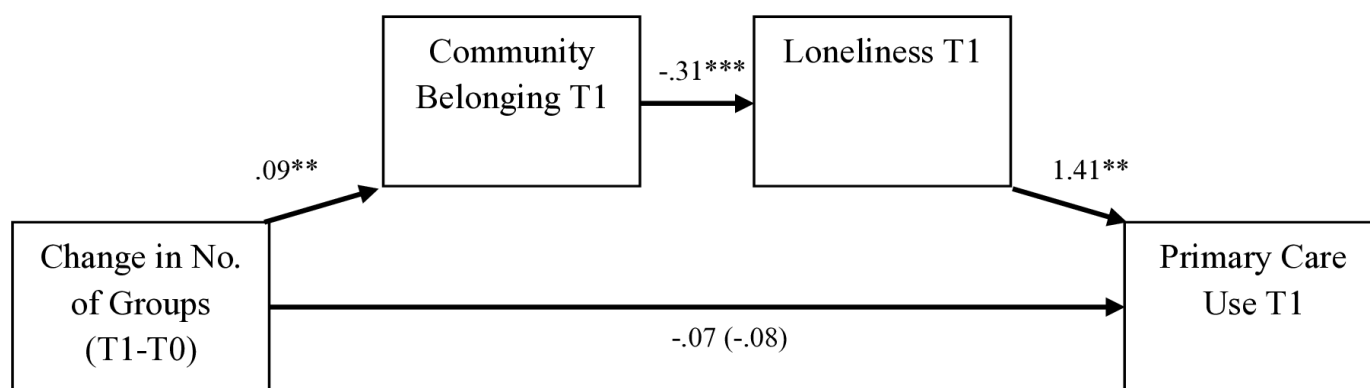 Community
Belonging T1
-.31***
Loneliness T1
.09**
1.41**
Change in No.
of Groups
(T1-T0)
Primary Care
Use T1
-.07 (-.08)